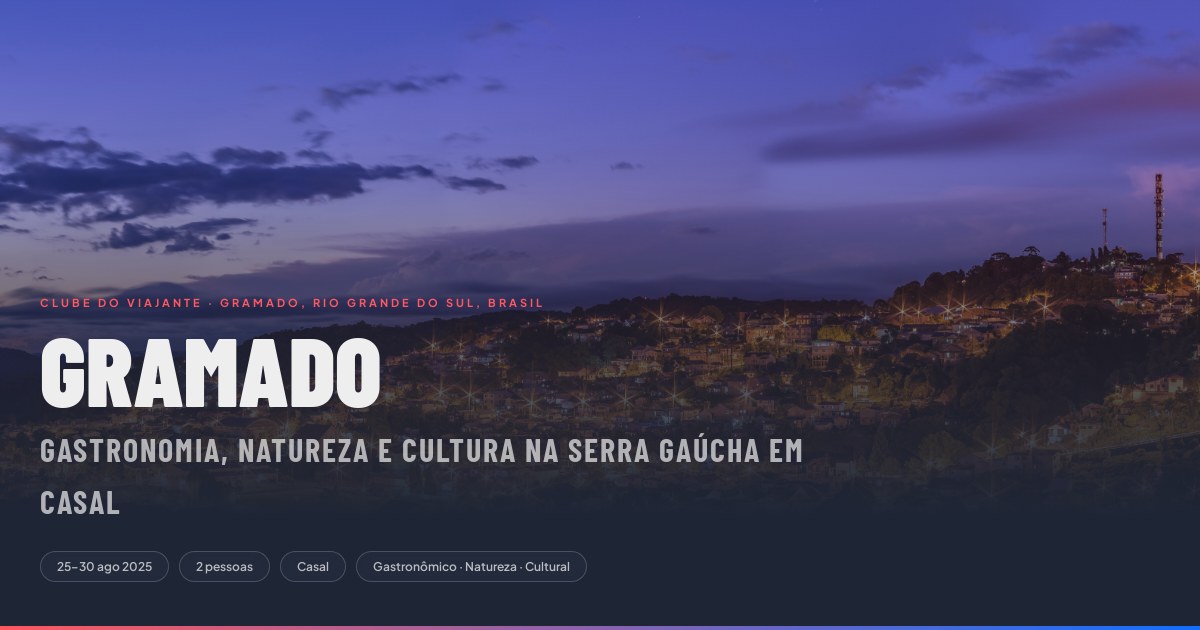 CLUBE DO VIAJANTE · GRAMADO, RIO GRANDE DO SUL, BRASIL
GRAMADO
GASTRONOMIA, NATUREZA E CULTURA NA SERRA GAÚCHA EM
CASAL
25–30 ago 2025
2 pessoas
Casal
Gastronômico · Natureza · Cultural